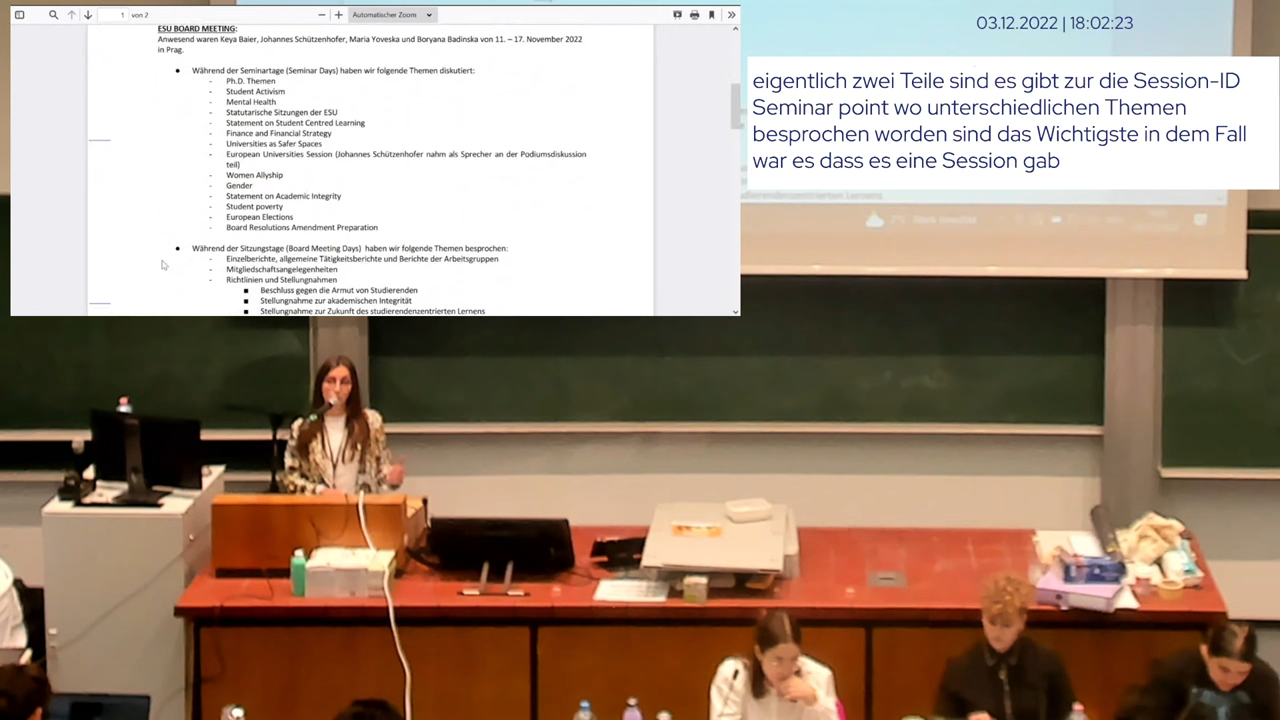 1 von 2
Automatischer Zoom
03.12.2022 | 18:02:23
ESU BOARD MEETING:
Anwesend waren Keya Baier, Johannes Schützenhofer, Maria Yoveska und Boryana Badinska von 11. – 17. November 2022
in Prag.
● Während der Seminartage (Seminar Days) haben wir folgende Themen diskutiert:
- Ph.D. Themen
- Student Activism
- Mental Health
- Statutarische Sitzungen der ESU
- Statement on Student Centred Learning
- Finance and Financial Strategy
- Universities as Safer Spaces
- European Universities Session (Johannes Schützenhofer nahm als Sprecher an der Podiumsdiskussion
teil)
- Women Allyship
- Gender
- Statement on Academic Integrity
- Student poverty
- European Elections
- Board Resolutions Amendment Preparation
● Während der Sitzungstage (Board Meeting Days) haben wir folgende Themen besprochen:
- Einzelberichte, allgemeine Tätigkeitsberichte und Berichte der Arbeitsgruppen
- Mitgliedschaftsangelegenheiten
- Richtlinien und Stellungnahmen
■ Beschluss gegen die Armut von Studierenden
■ Stellungnahme zur akademischen Integrität
■ Stellungnahme zur Zukunft des studierendenzentrierten Lernens
eigentlich zwei Teile sind es gibt zur die Session-ID
Seminar point wo unterschiedlichen Themen
besprochen worden sind das Wichtigste in dem Fall
war es dass es eine Session gab